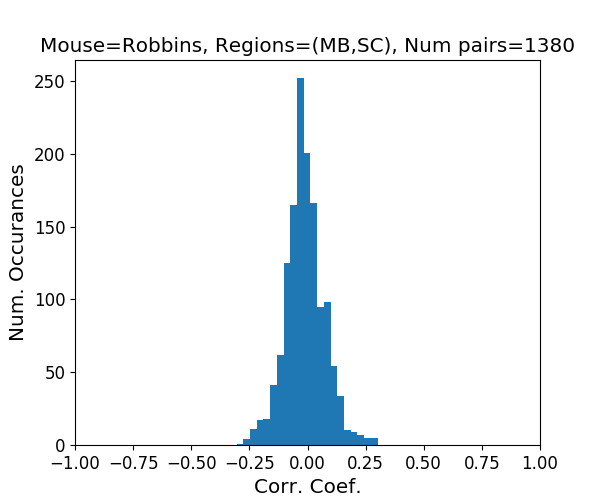 Mouse=Robbins, Regions=(MB,SC), Num pairs=1380
250
200
150
100
50
0
Num. Occurances
−1.00 −0.75 −0.50 −0.25 0.00 0.25 0.50 0.75 1.00
Corr. Coef.